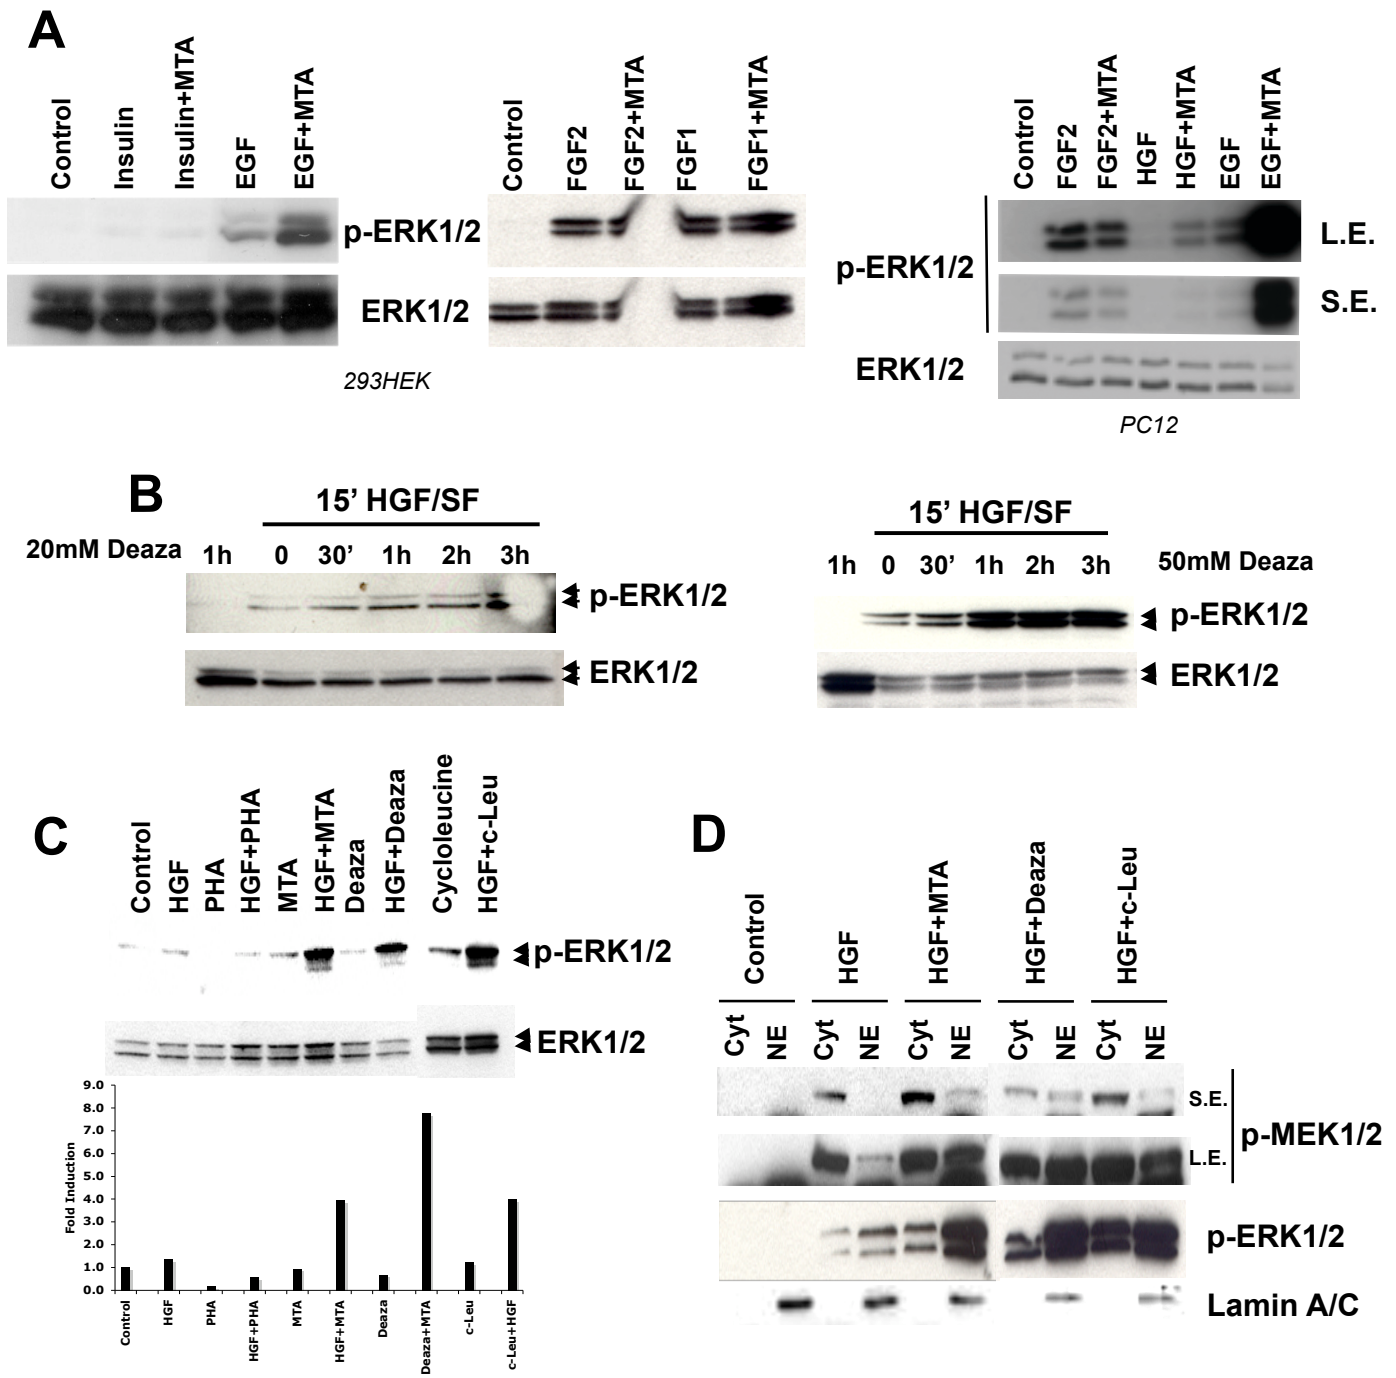 A
Control
Insulin
Insulin+MTA
EGF
EGF+MTA
Control
FGF2
FGF2+MTA
FGF1
FGF1+MTA
Control
FGF2
FGF2+MTA
HGF
HGF+MTA
EGF
EGF+MTA
p-ERK1/2
ERK1/2
293HEK
p-ERK1/2
L.E.
S.E.
ERK1/2
PC12
B
15’ HGF/SF
20mM Deaza 1h 0 30’ 1h 2h 3h
p-ERK1/2
ERK1/2
15’ HGF/SF
1h 0 30’ 1h 2h 3h 50mM Deaza
p-ERK1/2
ERK1/2
C
Control
HGF
PHA
HGF+PHA
MTA
HGF+MTA
Deaza
HGF+Deaza
Cycloleucine
HGF+c-Leu
p-ERK1/2
ERK1/2
Fold Induction
9.0
8.0
7.0
6.0
5.0
4.0
3.0
2.0
1.0
0.0
Control
HGF
PHA
HGF+PHA
MTA
HGF+MTA
Deaza
Deaza+MTA
c-Leu
c-Leu+HGF
D
Control
HGF
HGF+MTA
HGF+Deaza
HGF+c-Leu
Cyt
NE
Cyt
NE
Cyt
NE
Cyt
NE
Cyt
NE
S.E.
L.E.
p-MEK1/2
p-ERK1/2
Lamin A/C